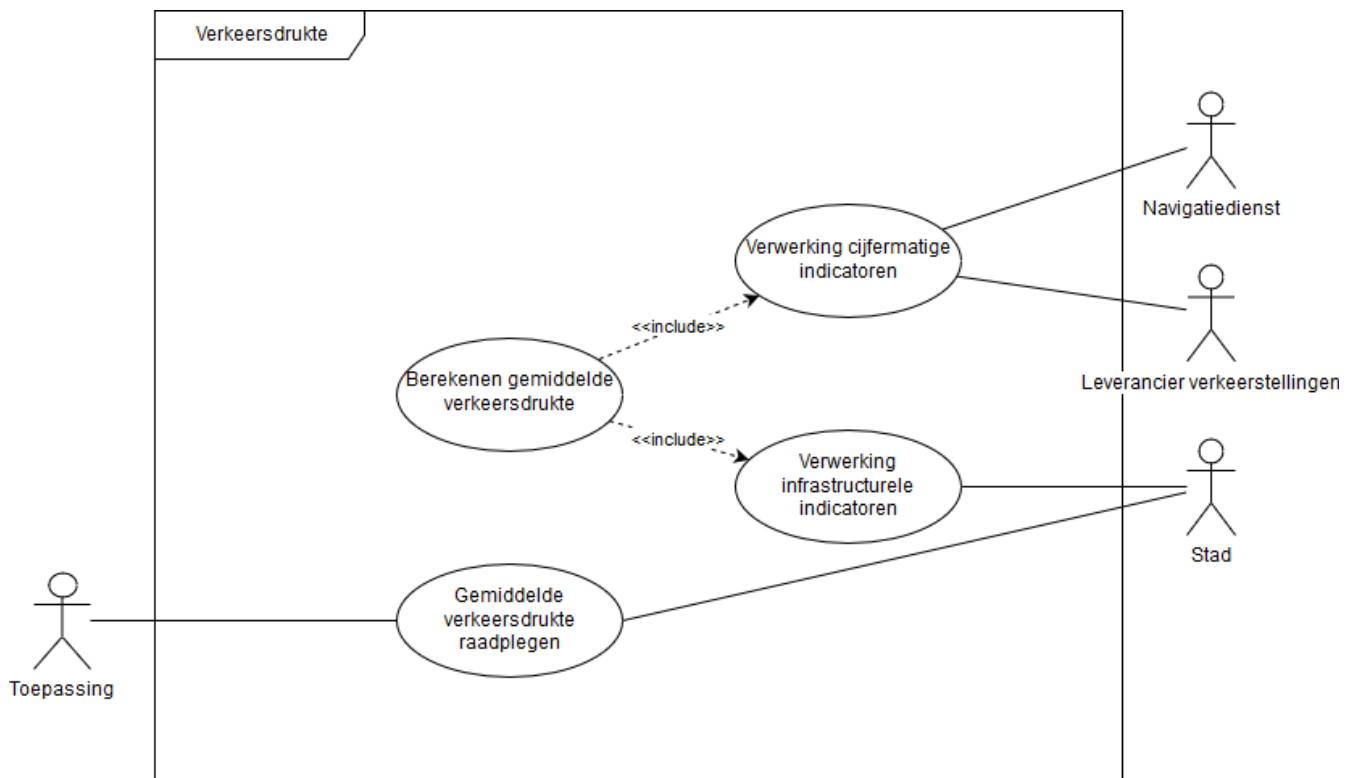 Verkeersdrukte
Navigatiedienst
Verwerking cijfermatige
indicatoren
<<include>>
Leverancier verkeerstellingen
Berekenen gemiddelde
verkeersdrukte
<<include>>
Verwerking
infrastructurele
indicatoren
Stad
Gemiddelde
verkeersdrukte
raadplegen
Toepassing